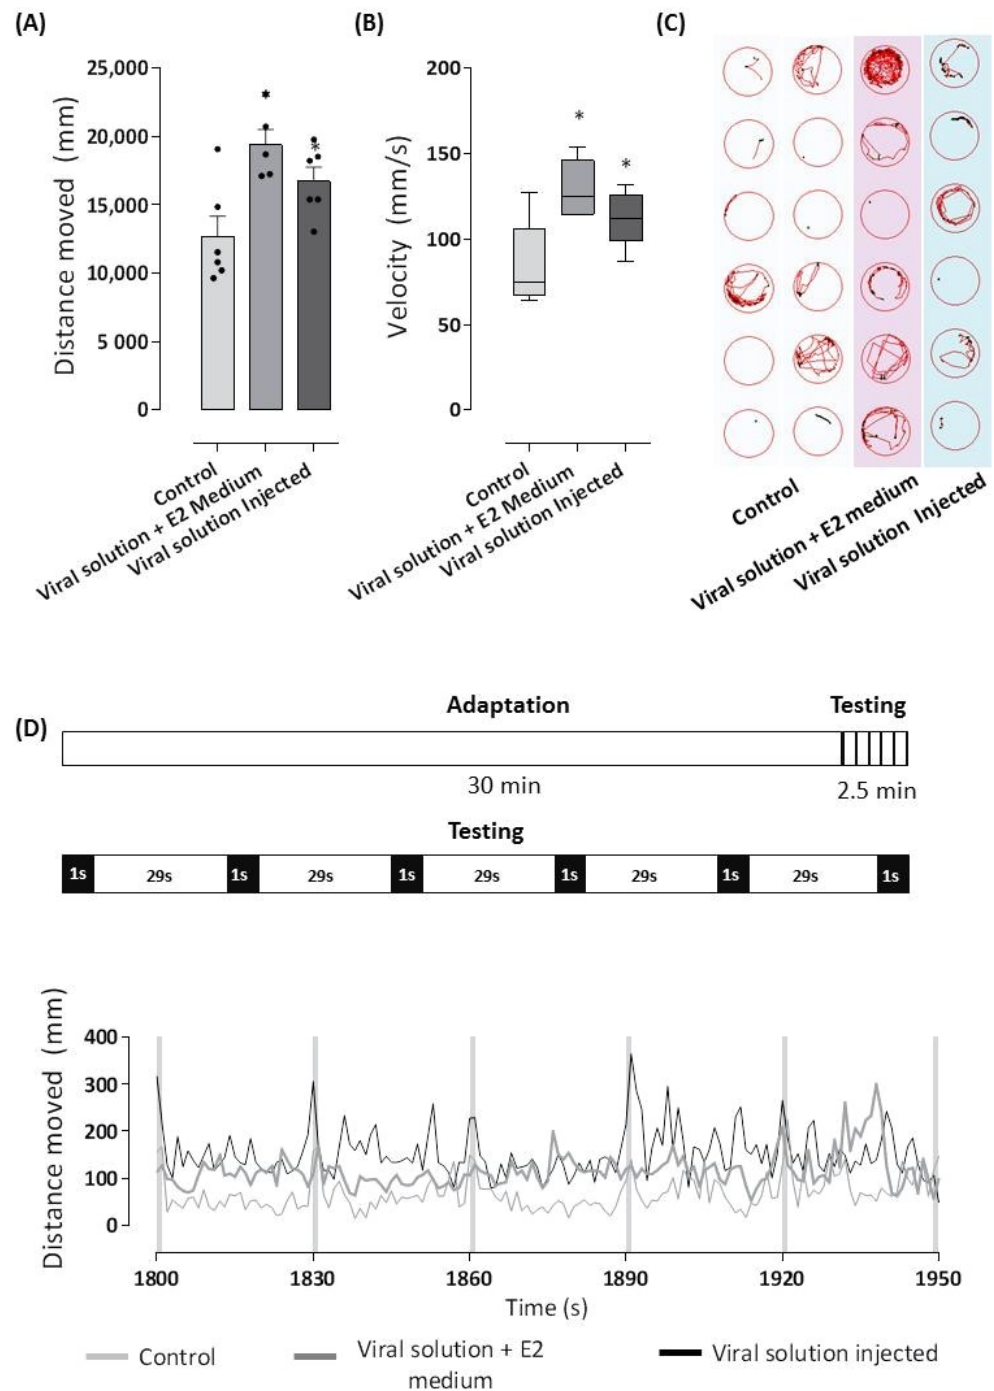 (A)
Distance moved (mm)
25,000
20,000
15,000
10,000
5 000
0
*
*
Control
Viral solution + E2 Medium
Viral solution Injected
(B)
Velocity (mm/s)
200
150
100
50
0
*
*
Control
Viral solution + E2 Medium
Viral solution Injected
(C)
Control
Viral solution + E2 medium
Viral solution Injected
(D)
Adaptation
Testing
30 min
2.5 min
Testing
1s 29s 1s 29s 1s 29s 1s 29s 1s 29s 1s
Distance moved (mm)
400
300
200
100
0
1800 1830 1860 1890 1920 1950
Time (s)
Control
Viral solution + E2
medium
Viral solution injected